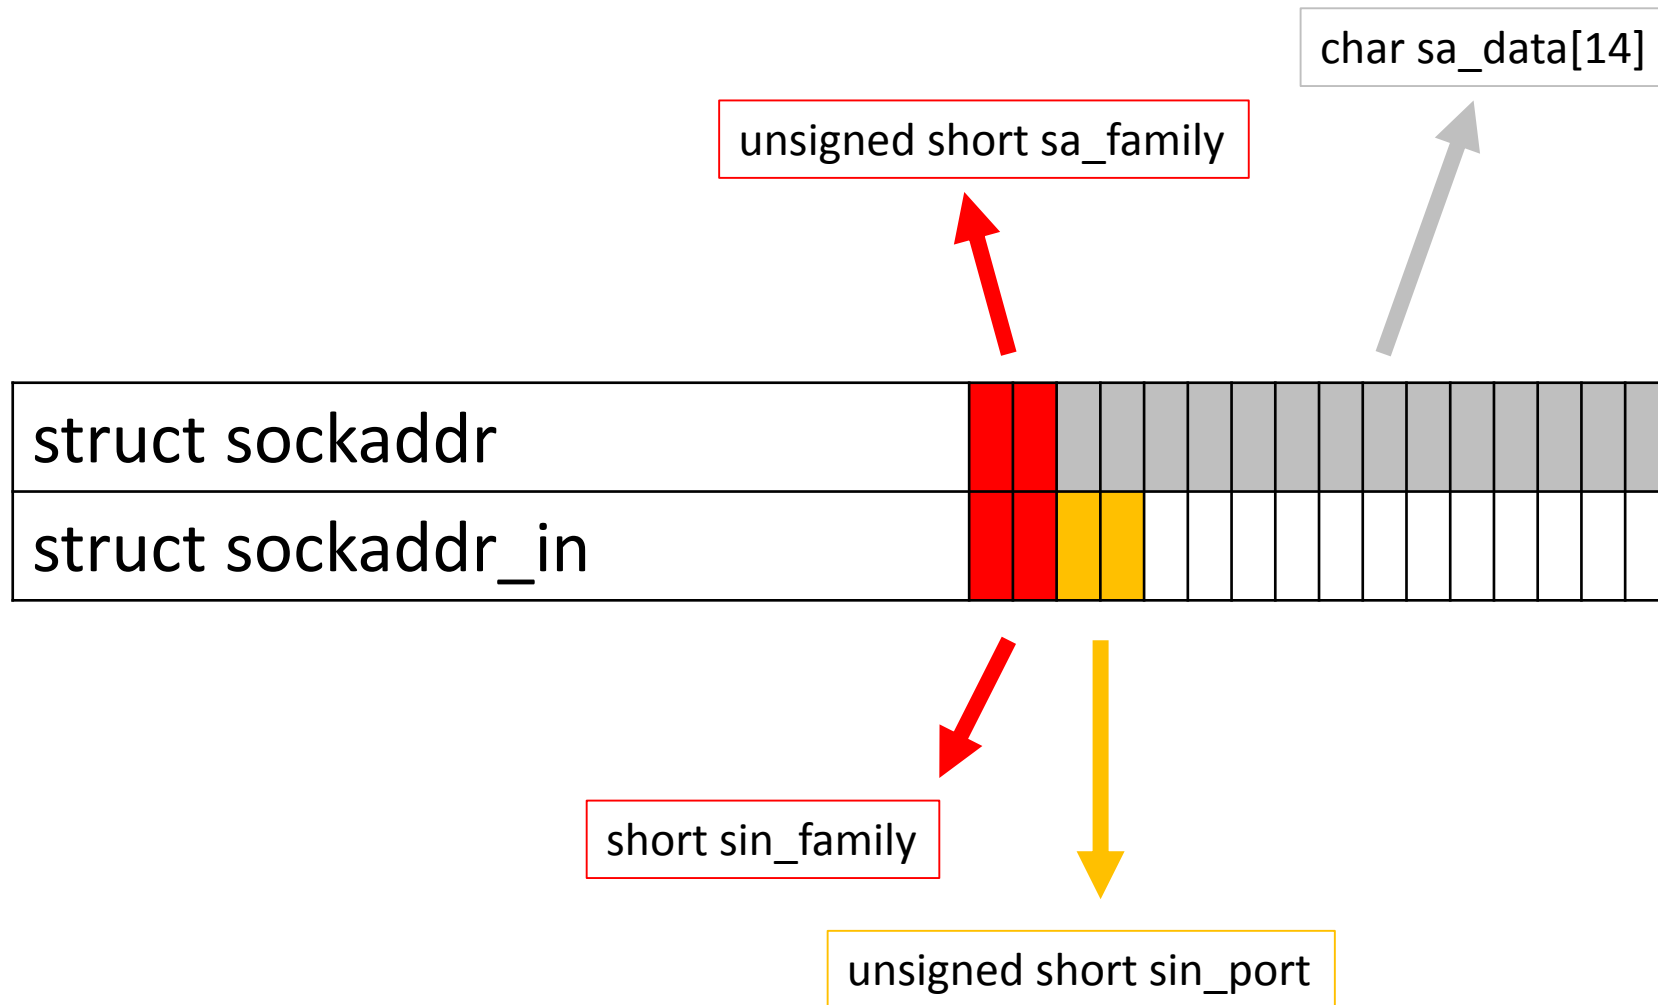 char sa_data[14]
unsigned short sa_family
struct sockaddr
struct sockaddr_in
short sin_family
unsigned short sin_port